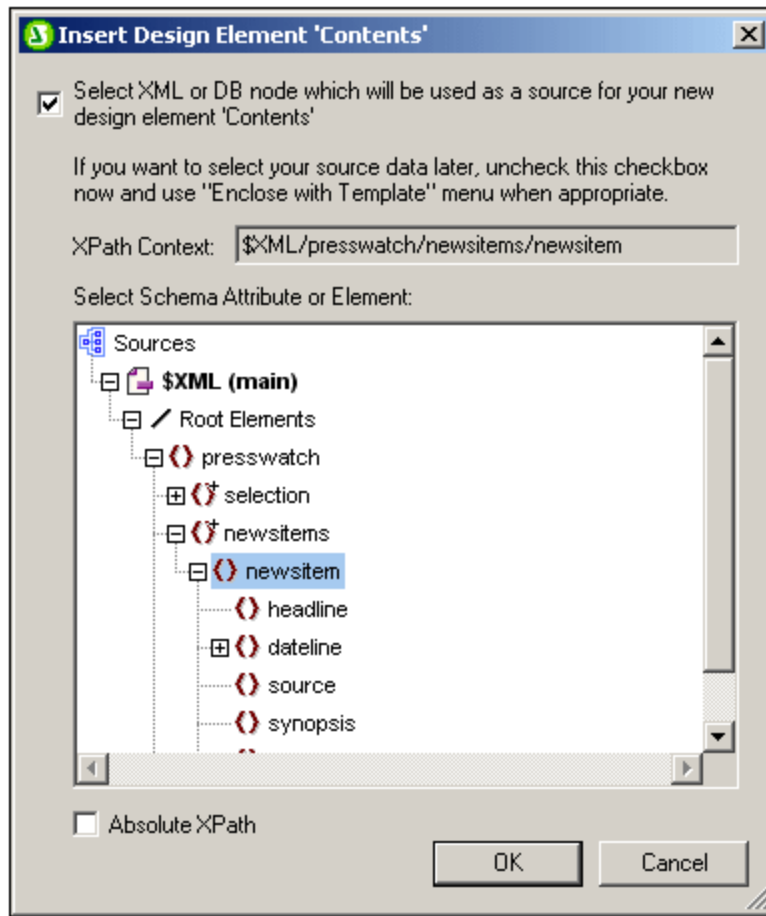 Insert Design Element 'Contents'
Select XML or DB node which will be used as a source for your new
design element 'Contents'
If you want to select your source data later, uncheck this checkbox
now and use "Enclose with Template" menu when appropriate.
XPath Context: $XML/presswatch/newsitems/newsitem
Select Schema Attribute or Element:
Sources
$XML (main)
Root Elements
presswatch
selection
newsitems
newsitem
headline
dateline
source
synopsis
Absolute XPath
OK Cancel